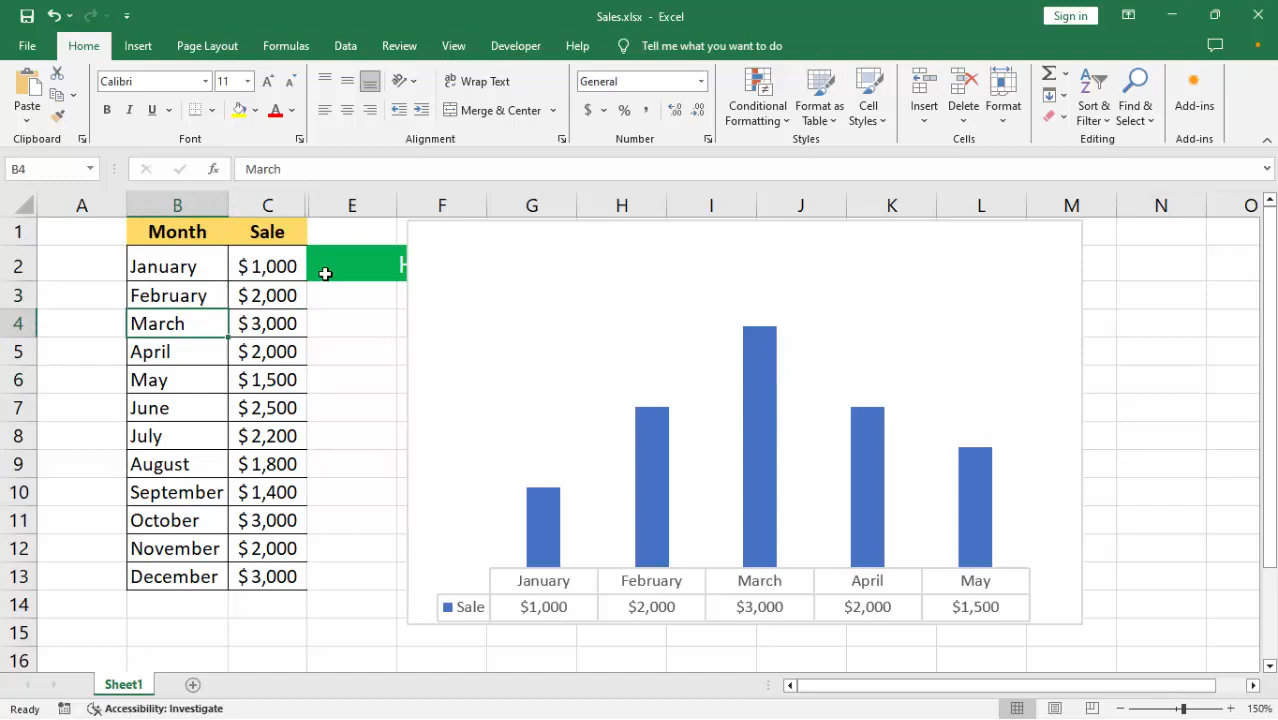 Sales.xlsx - Excel
Sign in
File Home Insert Page Layout Formulas Data Review View Developer Help Tell me what you want to do
Paste
Clipboard
Calibri 11
B I U
Font
Wrap Text
Merge & Center
Alignment
General
$ % ,
Number
Conditional Formatting
Format as Table
Cell Styles
Styles
Insert
Delete
Format
Cells
Sort & Filter
Find & Select
Editing
Add-ins
Add-ins
B4 fx March
A B C E F G H I J K L M N O
1 Month Sale
2 January $ 1,000 H
3 February $ 2,000
4 March $ 3,000
5 April $ 2,000
6 May $ 1,500
7 June $ 2,500
8 July $ 2,200
9 August $ 1,800
10 September $ 1,400
11 October $ 3,000
12 November $ 2,000
13 December $ 3,000
14
15
16
January February March April May
Sale $1,000 $2,000 $3,000 $2,000 $1,500
Sheet1
Ready Accessibility: Investigate 150%